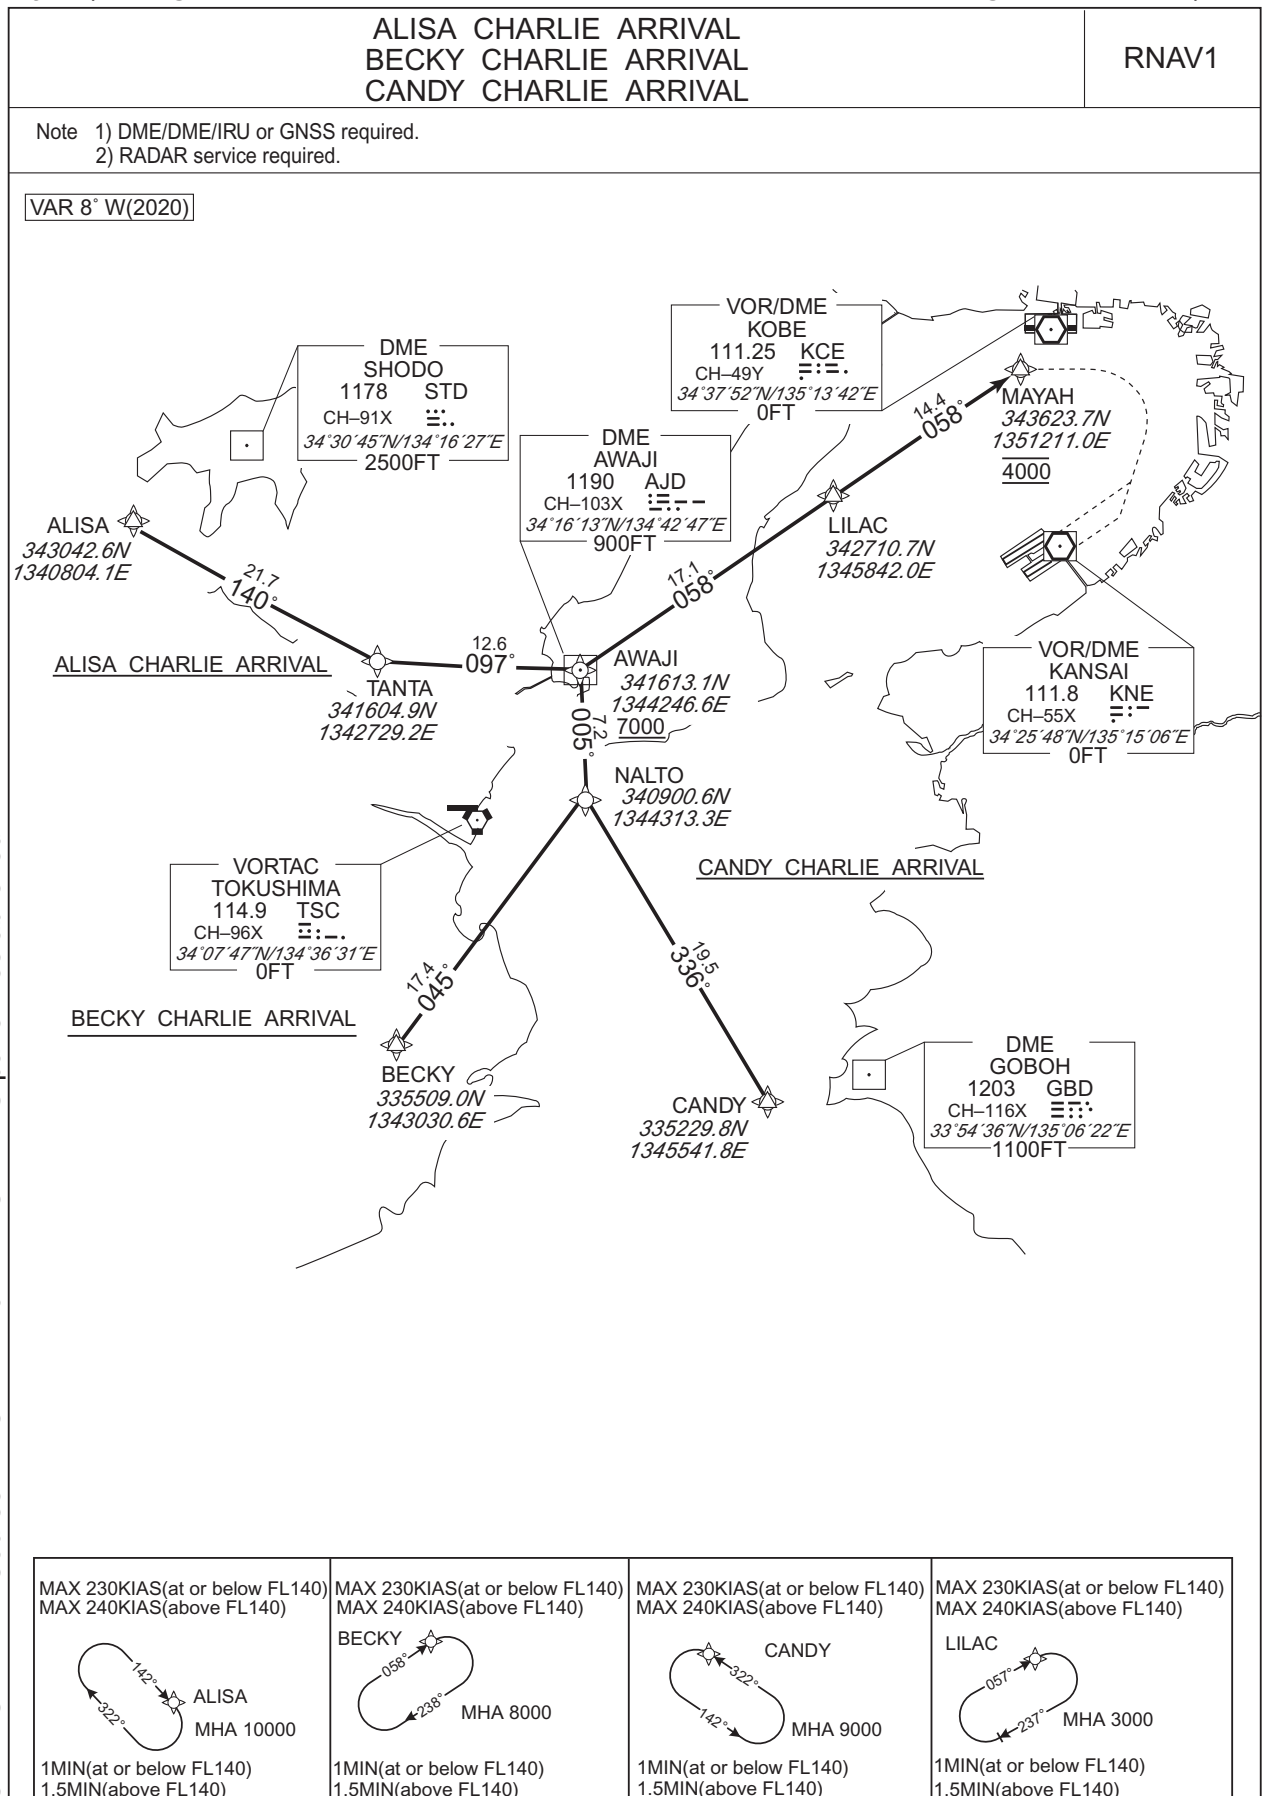 ALISA CHARLIE ARRIVAL
BECKY CHARLIE ARRIVAL
CANDY CHARLIE ARRIVAL
RNAV1
Note 1) DME/DME/IRU or GNSS required.
2) RADAR service required.
VAR 8° W(2020)
VOR/DME
KOBE
111.25 KCE
CH–49Y
34°37´52˝N/135°13´42˝E
0FT
DME
SHODO
1178 STD
CH–91X
34°30´45˝N/134°16´27˝E
2500FT
DME
AWAJI
1190 AJD
CH–103X
34°16´13˝N/134°42´47˝E
900FT
MAYAH
343623.7N
1351211.0E
4000
14.4
058°
ALISA
343042.6N
1340804.1E
LILAC
342710.7N
1345842.0E
21.7
140°
17.1
058°
12.6
097°
ALISA CHARLIE ARRIVAL
TANTA
341604.9N
1342729.2E
AWAJI
341613.1N
1344246.6E
7000
7.2
005°
VOR/DME
KANSAI
111.8 KNE
CH–55X
34°25´48˝N/135°15´06˝E
0FT
NALTO
340900.6N
1344313.3E
VORTAC
TOKUSHIMA
114.9 TSC
CH–96X
34°07´47˝N/134°36´31˝E
0FT
CANDY CHARLIE ARRIVAL
17.4
045°
19.5
336°
BECKY CHARLIE ARRIVAL
BECKY
335509.0N
1343030.6E
CANDY
335229.8N
1345541.8E
DME
GOBOH
1203 GBD
CH–116X
33°54´36˝N/135°06´22˝E
1100FT
MAX 230KIAS(at or below FL140)
MAX 240KIAS(above FL140)
142°
322°
ALISA
MHA 10000
1MIN(at or below FL140)
1.5MIN(above FL140)
MAX 230KIAS(at or below FL140)
MAX 240KIAS(above FL140)
BECKY
058°
238°
MHA 8000
1MIN(at or below FL140)
1.5MIN(above FL140)
MAX 230KIAS(at or below FL140)
MAX 240KIAS(above FL140)
CANDY
322°
142°
MHA 9000
1MIN(at or below FL140)
1.5MIN(above FL140)
MAX 230KIAS(at or below FL140)
MAX 240KIAS(above FL140)
LILAC
057°
237°
MHA 3000
1MIN(at or below FL140)
1.5MIN(above FL140)